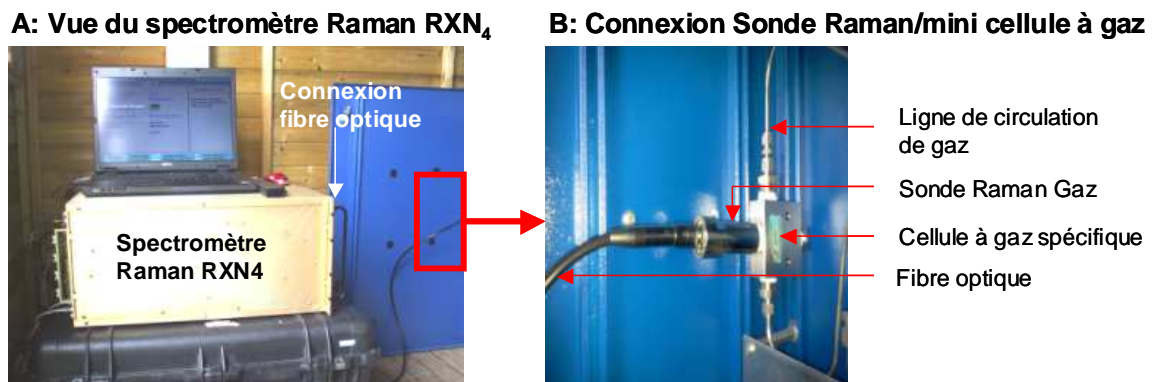 A: Vue du spectromètre Raman RXN4
B: Connexion Sonde Raman/mini cellule à gaz
Connexion
fibre optique
Spectromètre
Raman RXN4
Ligne de circulation
de gaz
Sonde Raman Gaz
Cellule à gaz spécifique
Fibre optique